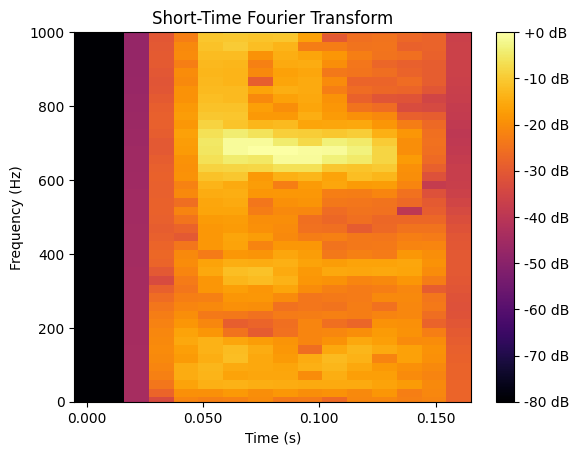 Short-Time Fourier Transform
Frequency (Hz)
1000
800
600
400
200
0
0.000
0.050
0.100
0.150
Time (s)
+0 dB
-10 dB
-20 dB
-30 dB
-40 dB
-50 dB
-60 dB
-70 dB
-80 dB